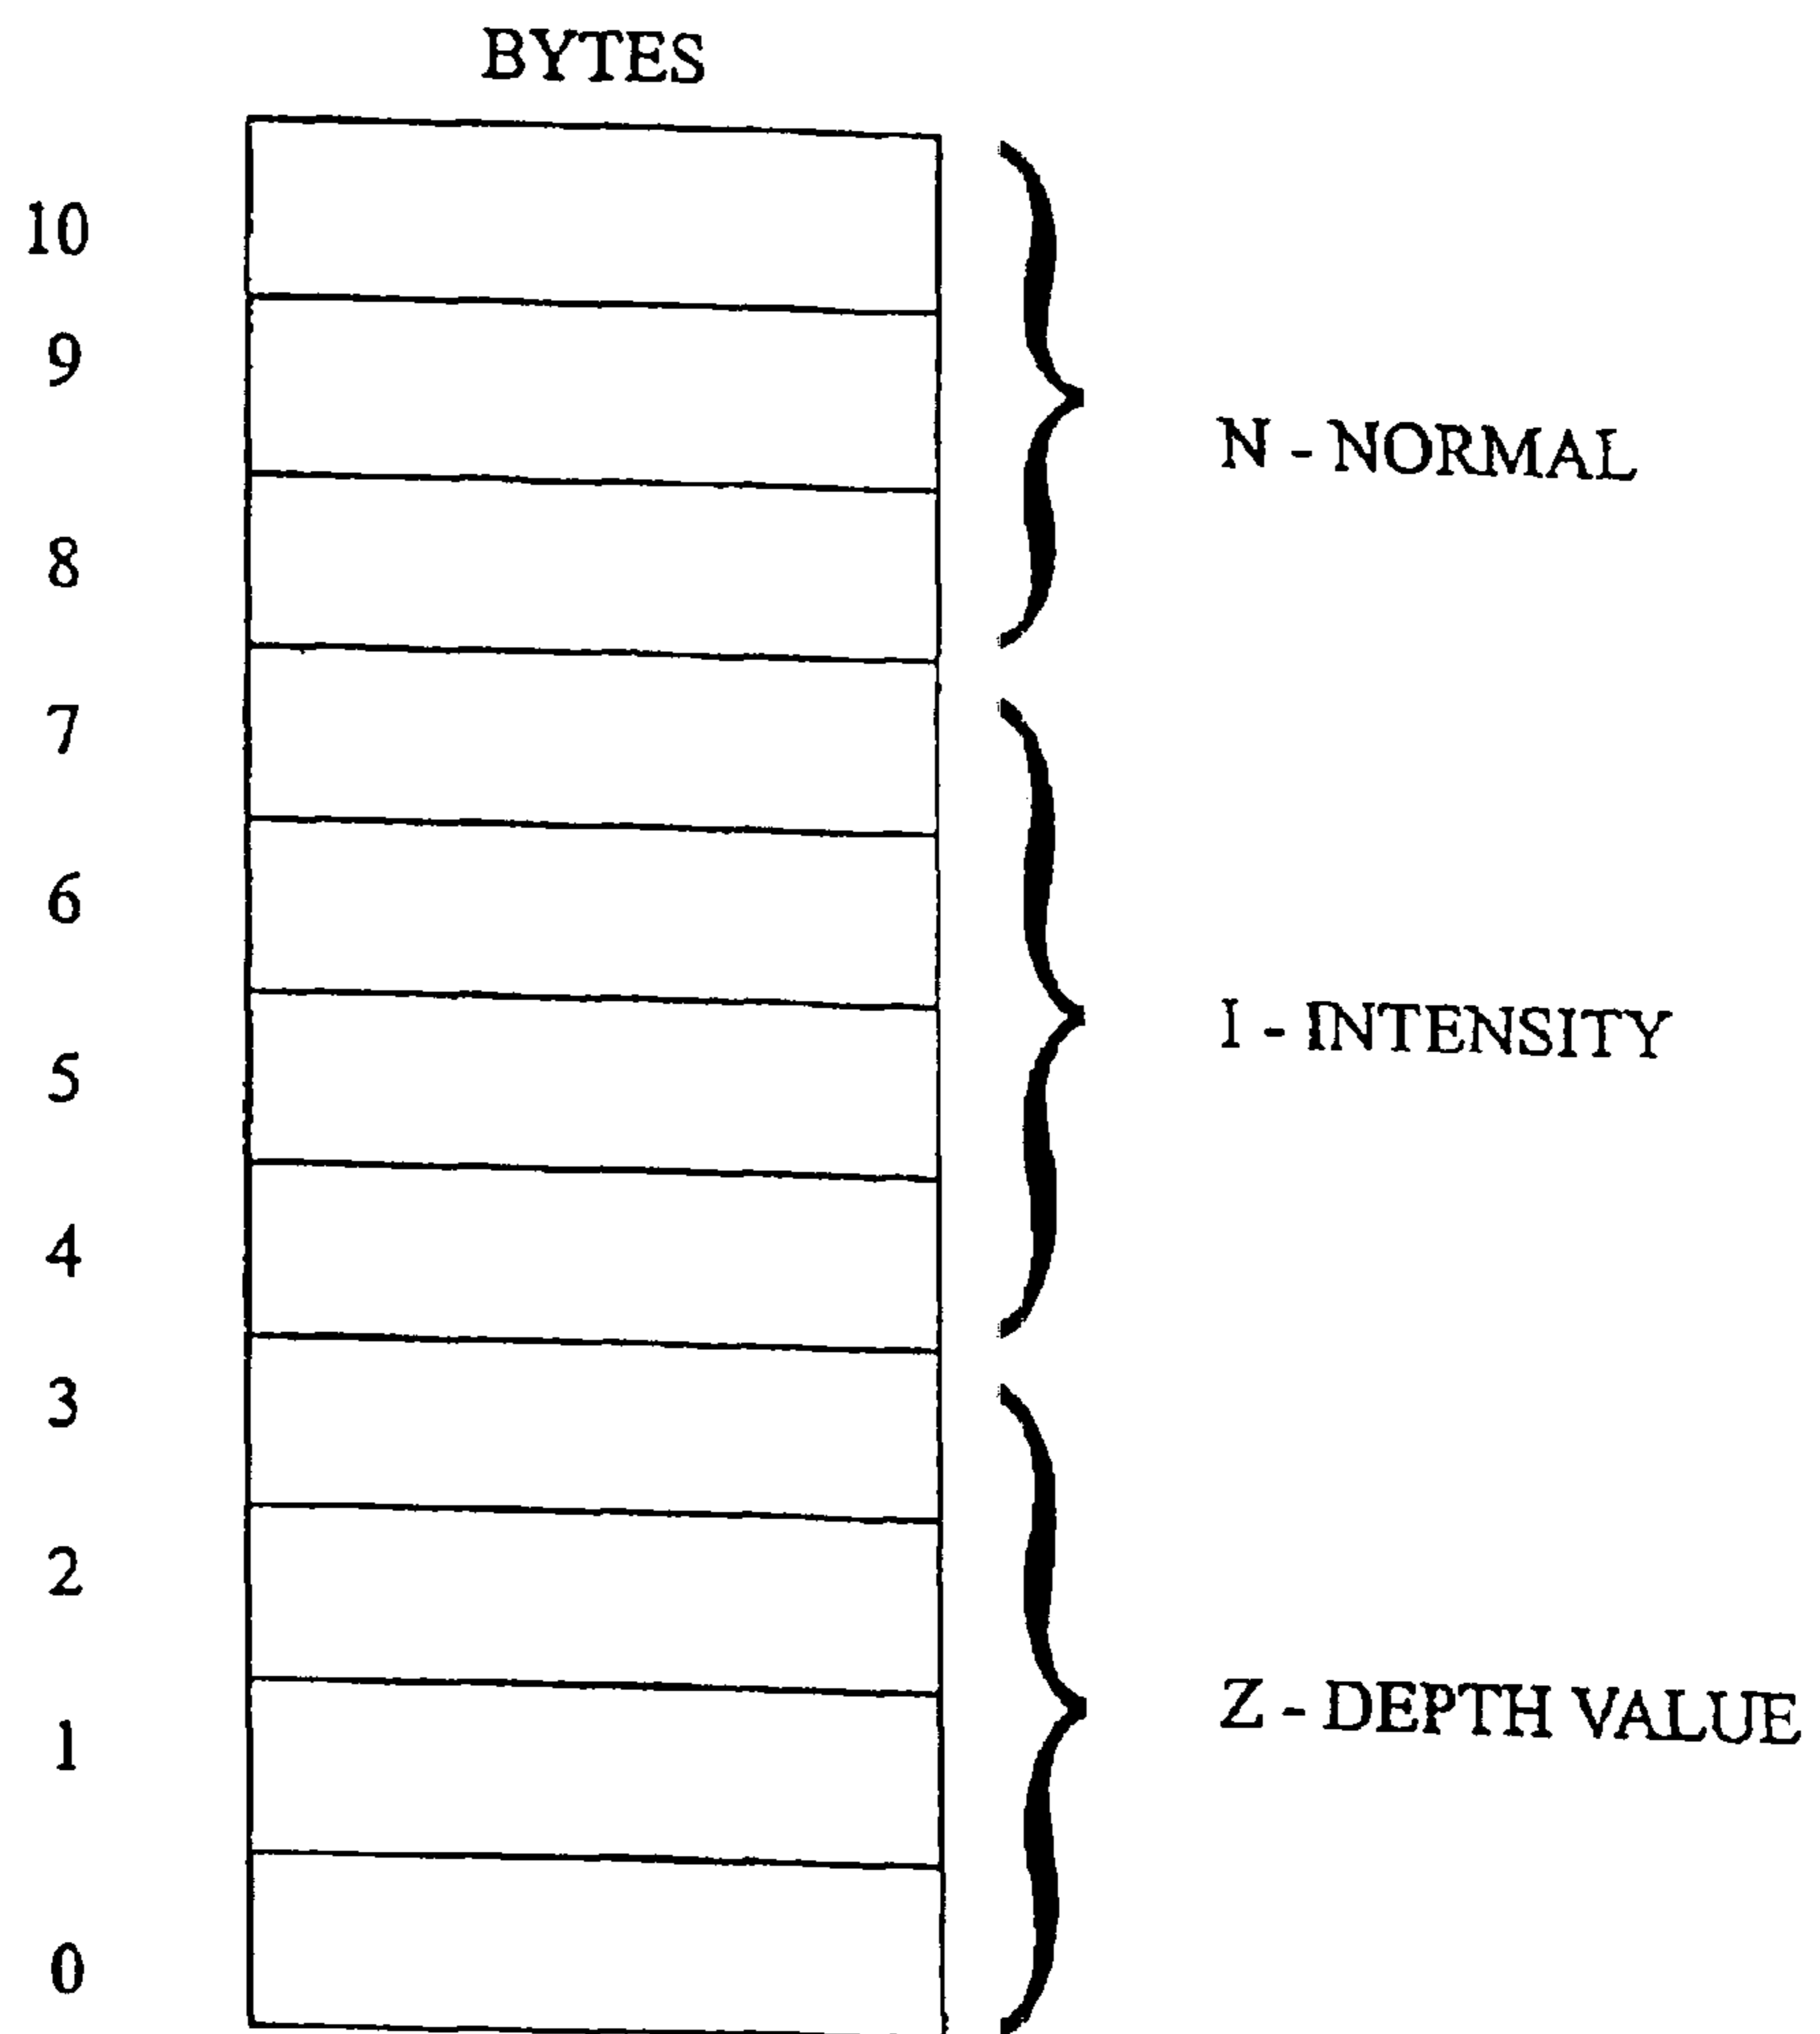 BYTES
10
9
N - NORMAL
8
7
6
I - INTENSITY
5
4
3
2
Z - DEPTH VALUE
1
0